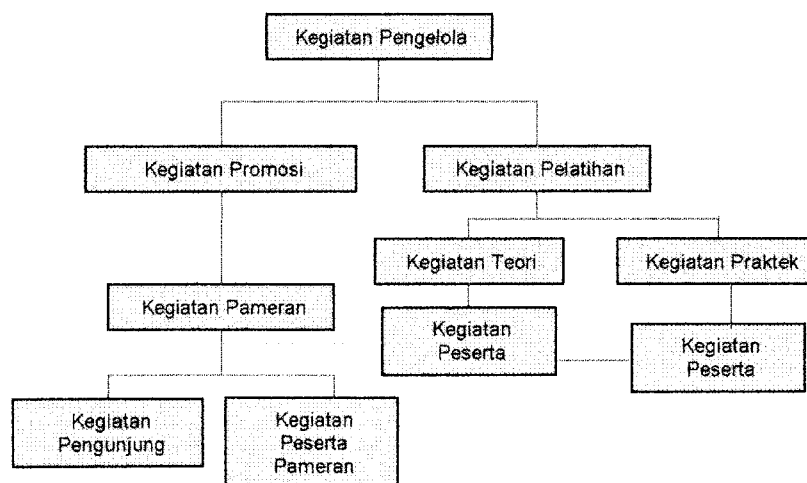 Kegiatan Pengelola
Kegiatan Promosi
Kegiatan Pelatihan
Kegiatan Teori
Kegiatan Praktek
Kegiatan Pameran
Kegiatan
Peserta
Kegiatan
Peserta
Kegiatan
Pengunjung
Kegiatan
Peserta
Pameran